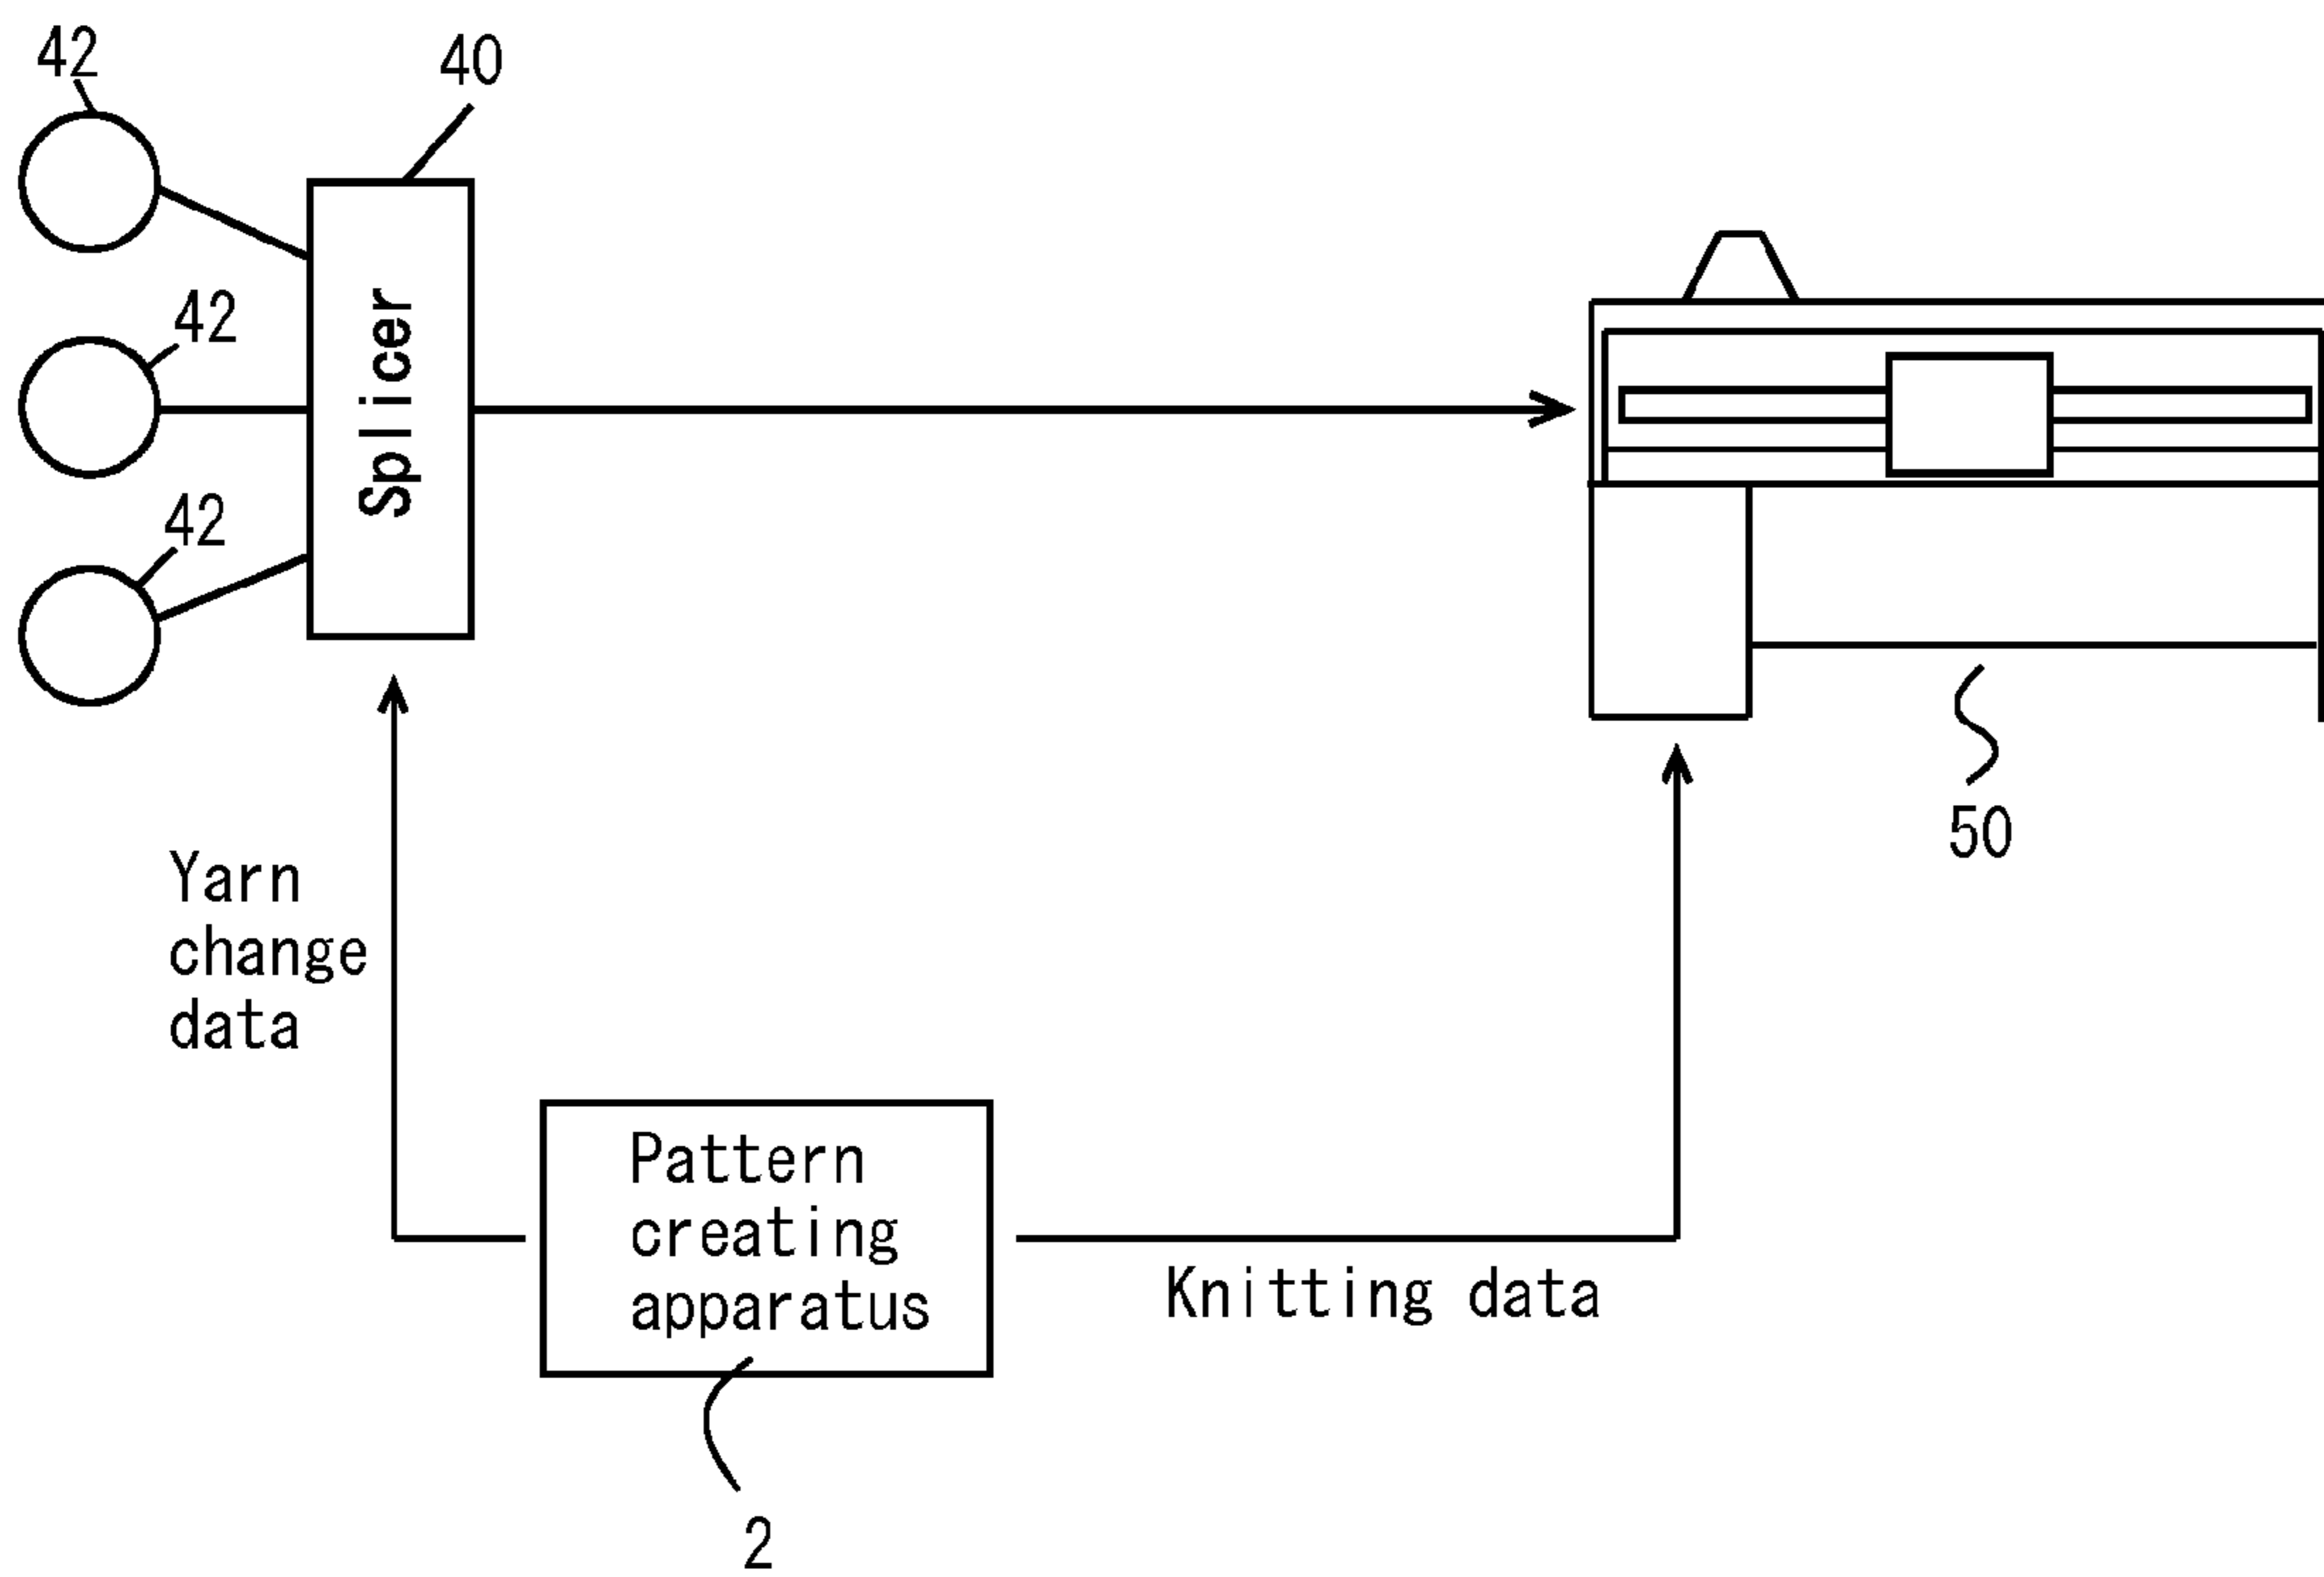 42
40
42
Splicer
42
50
Yarn
change
data
Pattern
creating
apparatus
Knitting data
2